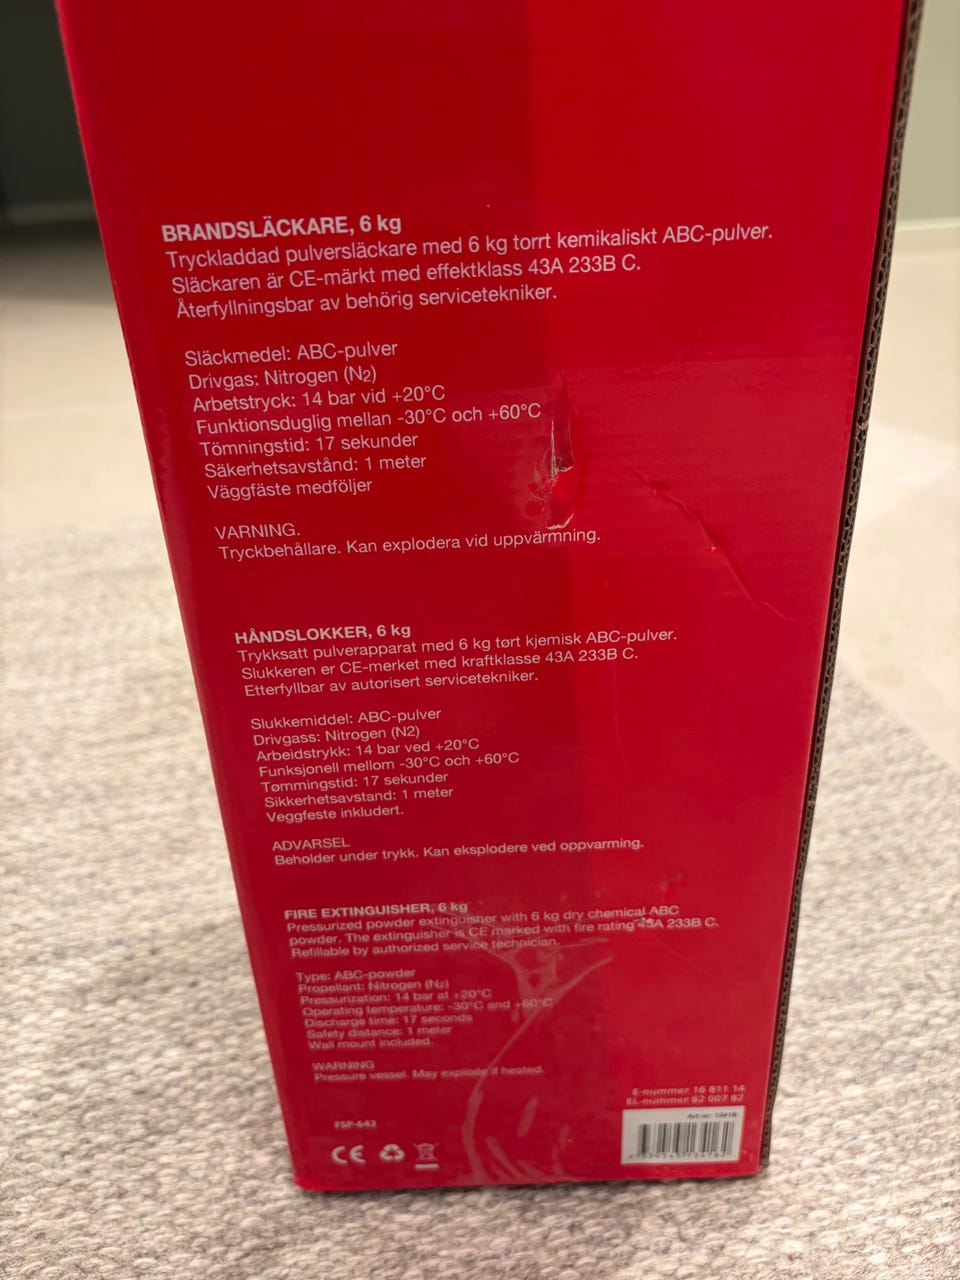 BRANDSLÄCKARE, 6 kg
Tryckladdad pulversläckare med 6 kg torrt kemikaliskt ABC-pulver.
Släckaren är CE-märkt med effektklass 43A 233B C.
Återfyllningsbar av behörig servicetekniker.
Släckmedel: ABC-pulver
Drivgas: Nitrogen (N2)
Arbetstryck: 14 bar vid +20°C
Funktionsduglig mellan -30°C och +60°C
Tömningstid: 17 sekunder
Säkerhetsavstånd: 1 meter
Väggfäste medföljer
VARNING.
Tryckbehållare. Kan explodera vid uppvärmning.
HÅNDSLOKKER, 6 kg
Trykksatt pulverapparat med 6 kg tørt kjemisk ABC-pulver.
Slukkeren er CE-merket med kraftklasse 43A 233B C.
Etterfyllbar av autorisert servicetekniker.
Slukkemiddel: ABC-pulver
Drivgass: Nitrogen (N2)
Arbeidstrykk: 14 bar ved +20°C
Funksjonell mellom -30°C och +60°C
Tømmingstid: 17 sekunder
Sikkerhetsavstand: 1 meter
Veggfeste inkludert.
ADVARSEL
Beholder under trykk. Kan eksplodere ved oppvarming.
FIRE EXTINGUISHER, 6 kg
Pressurized powder extinguisher with 6 kg dry chemical ABC
powder. The extinguisher is CE marked with fire rating 43A 233B C.
Refillable by authorized service technician.
Type: ABC-powder
Propellant: Nitrogen (N2)
Pressurization: 14 bar at +20°C
Operating temperature: -30°C and +60°C
Discharge time: 17 seconds
Safety distance: 1 meter
Wall mount included.
WARNING
Pressure vessel. May explode if heated.
E-nummer 16 811 14
EL-nummer 62 007 82
FSP-643
Art.nr:
CE